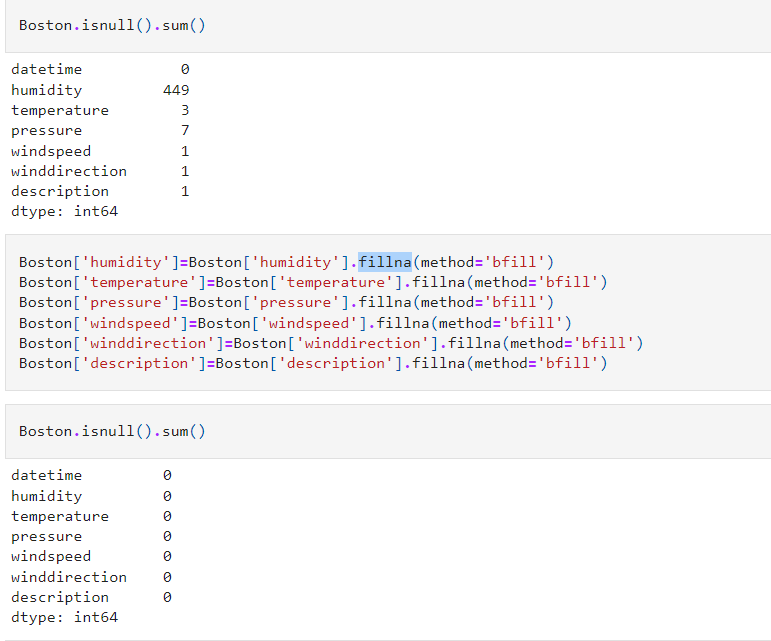 Boston.isnull().sum()
datetime 0
humidity 449
temperature 3
pressure 7
windspeed 1
winddirection 1
description 1
dtype: int64
Boston['humidity']=Boston['humidity'].fillna(method='bfill')
Boston['temperature']=Boston['temperature'].fillna(method='bfill')
Boston['pressure']=Boston['pressure'].fillna(method='bfill')
Boston['windspeed']=Boston['windspeed'].fillna(method='bfill')
Boston['winddirection']=Boston['winddirection'].fillna(method='bfill')
Boston['description']=Boston['description'].fillna(method='bfill')
Boston.isnull().sum()
datetime 0
humidity 0
temperature 0
pressure 0
windspeed 0
winddirection 0
description 0
dtype: int64